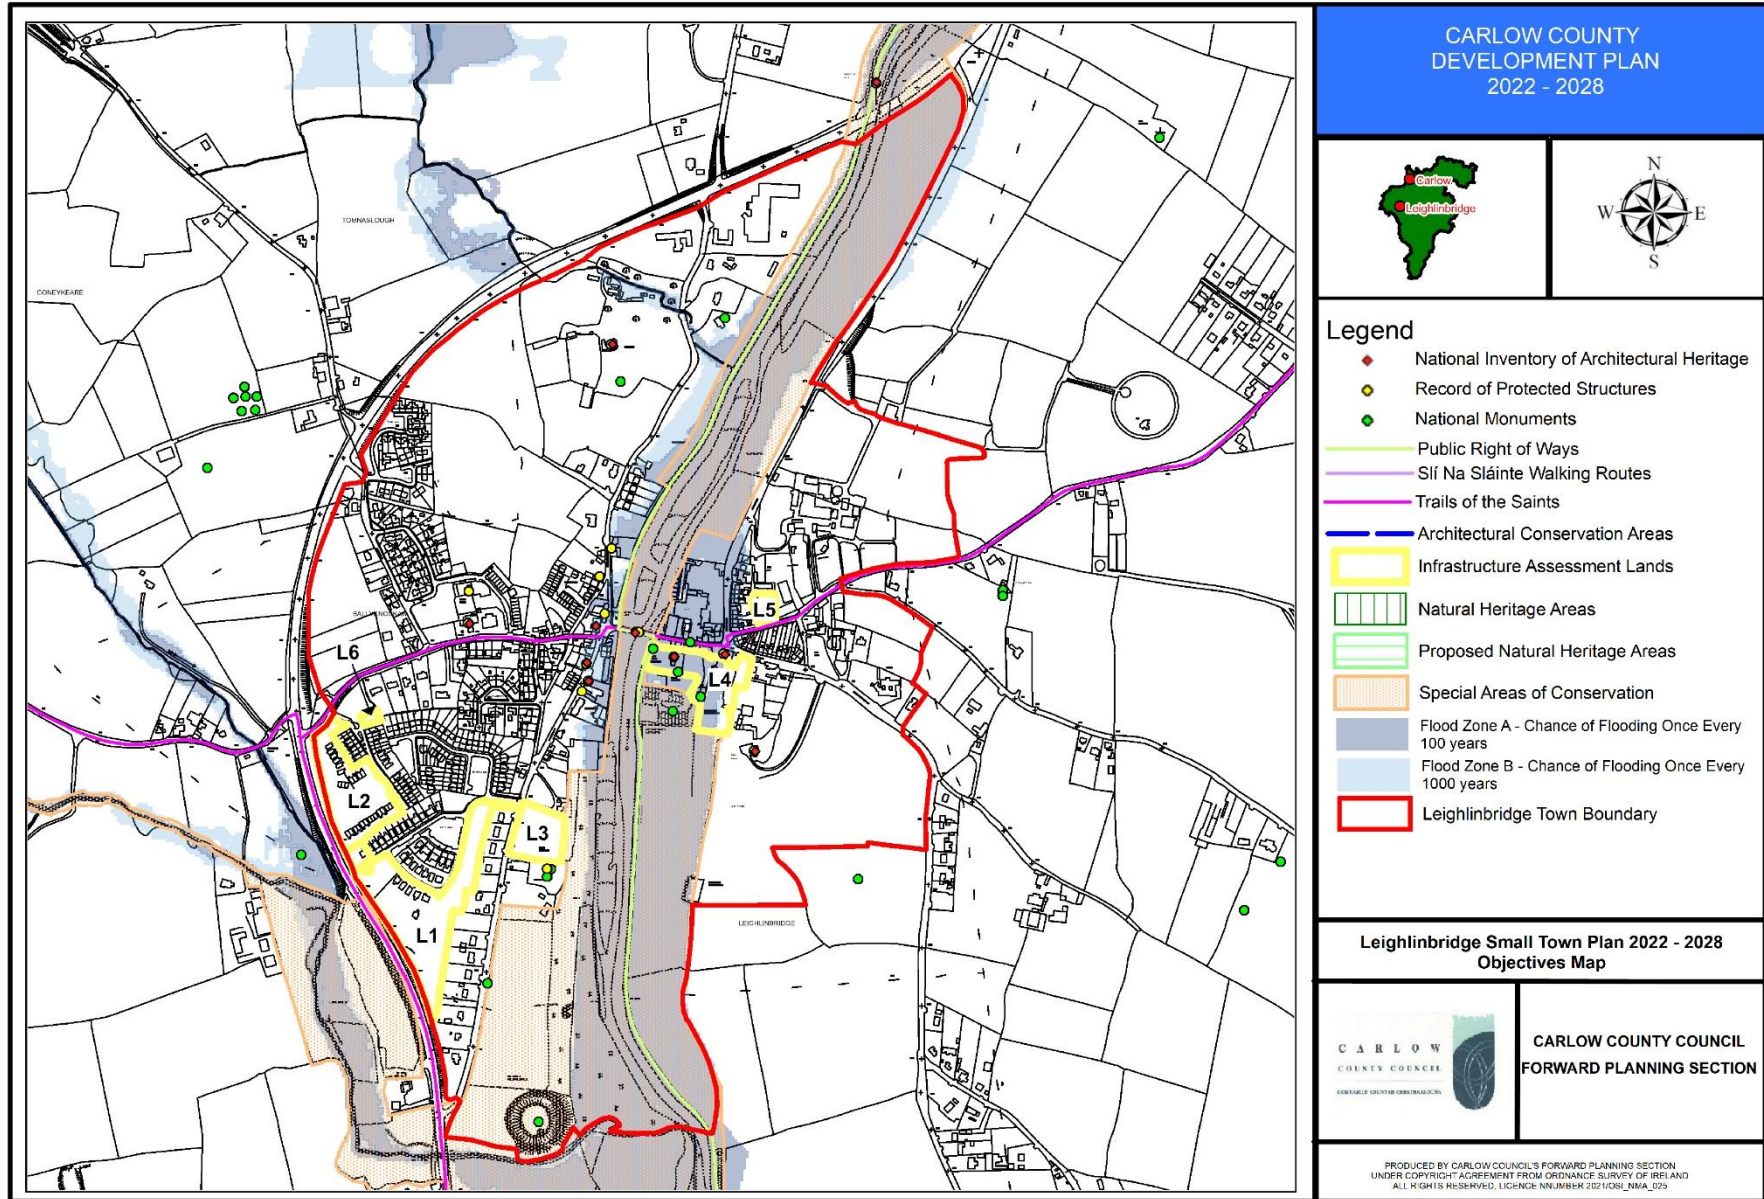 CARLOW COUNTY
DEVELOPMENT PLAN
2022 - 2028
Carlow
Leighlinbridge
N
W
E
S
Legend
National Inventory of Architectural Heritage
Record of Protected Structures
National Monuments
Public Right of Ways
Slí Na Sláinte Walking Routes
Trails of the Saints
Architectural Conservation Areas
Infrastructure Assessment Lands
Natural Heritage Areas
Proposed Natural Heritage Areas
Special Areas of Conservation
Flood Zone A - Chance of Flooding Once Every
100 years
Flood Zone B - Chance of Flooding Once Every
1000 years
Leighlinbridge Town Boundary
Leighlinbridge Small Town Plan 2022 - 2028
Objectives Map
CARLOW
COUNTY COUNCIL
CARLOW COUNTY COUNCIL
FORWARD PLANNING SECTION
PRODUCED BY CARLOW COUNCIL'S FORWARD PLANNING SECTION
UNDER COPYRIGHT AGREEMENT FROM ORDNANCE SURVEY OF IRELAND
ALL RIGHTS RESERVED, LICENCE NNUMBER 2021/OSI_NMA_025
TOMNASLOUGH
CONEYKEARE
L5
L6
L4
L2
L3
L1
LEIGHLINBRIDGE